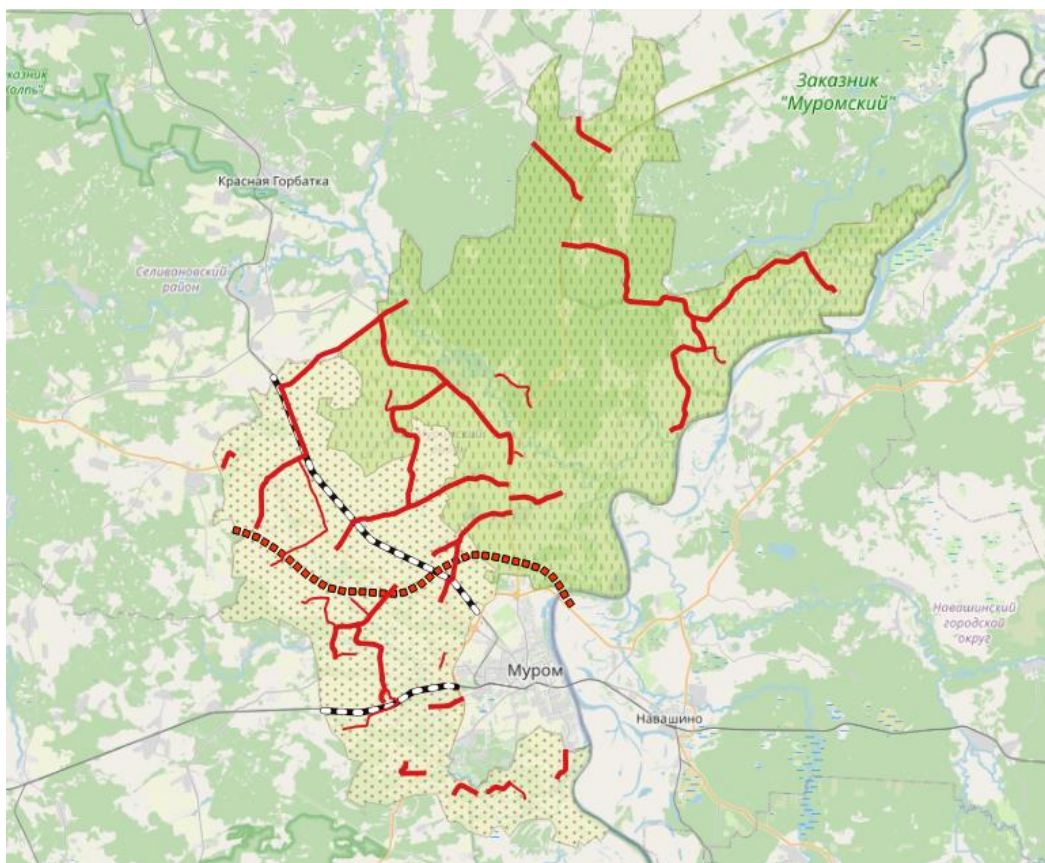 Заказник
"Муромский"
Красная Горбатка
Селивановский
район
Муром
Навашино
Навашинский
городской
округ